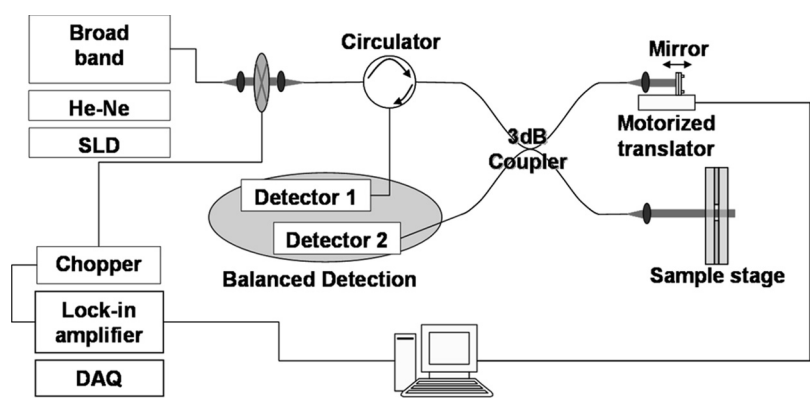 Broad
band
He-Ne
SLD
Circulator
Mirror
Motorized
translator
3dB
Coupler
Detector 1
Detector 2
Balanced Detection
Sample stage
Chopper
Lock-in
amplifier
DAQ